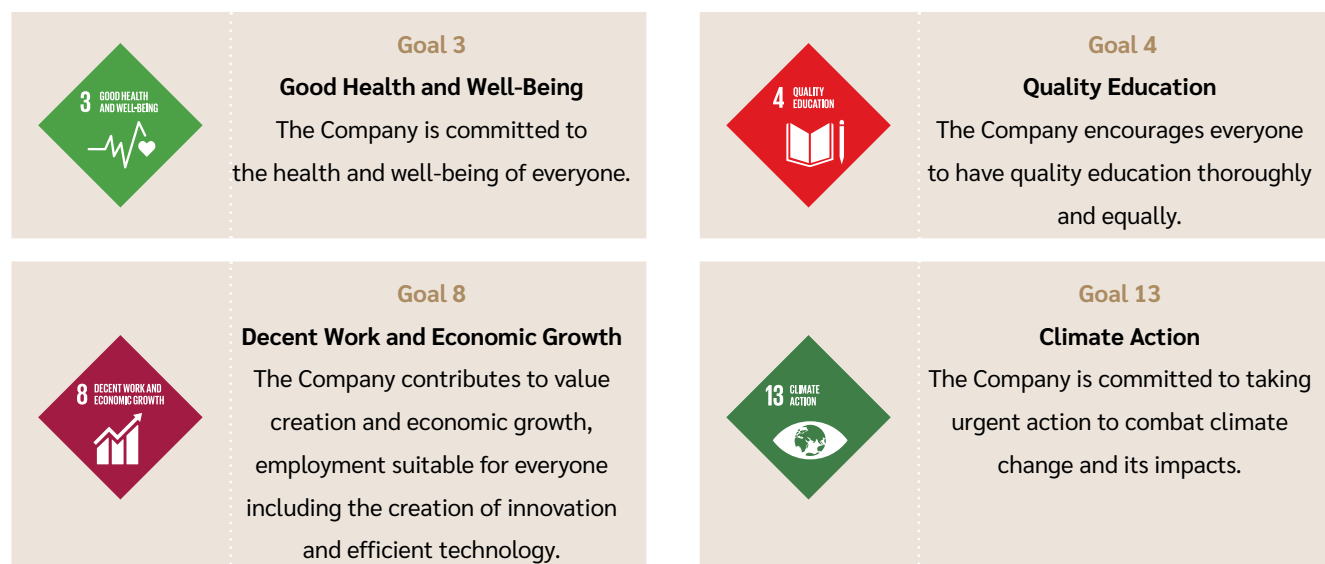 3 GOOD HEALTH
AND WELL-BEING
Goal 3
Good Health and Well-Being
The Company is committed to
the health and well-being of everyone.
4 QUALITY
EDUCATION
Goal 4
Quality Education
The Company encourages everyone
to have quality education thoroughly
and equally.
8 DECENT WORK AND
ECONOMIC GROWTH
Goal 8
Decent Work and Economic Growth
The Company contributes to value
creation and economic growth,
employment suitable for everyone
including the creation of innovation
and efficient technology.
13 CLIMATE
ACTION
Goal 13
Climate Action
The Company is committed to taking
urgent action to combat climate
change and its impacts.